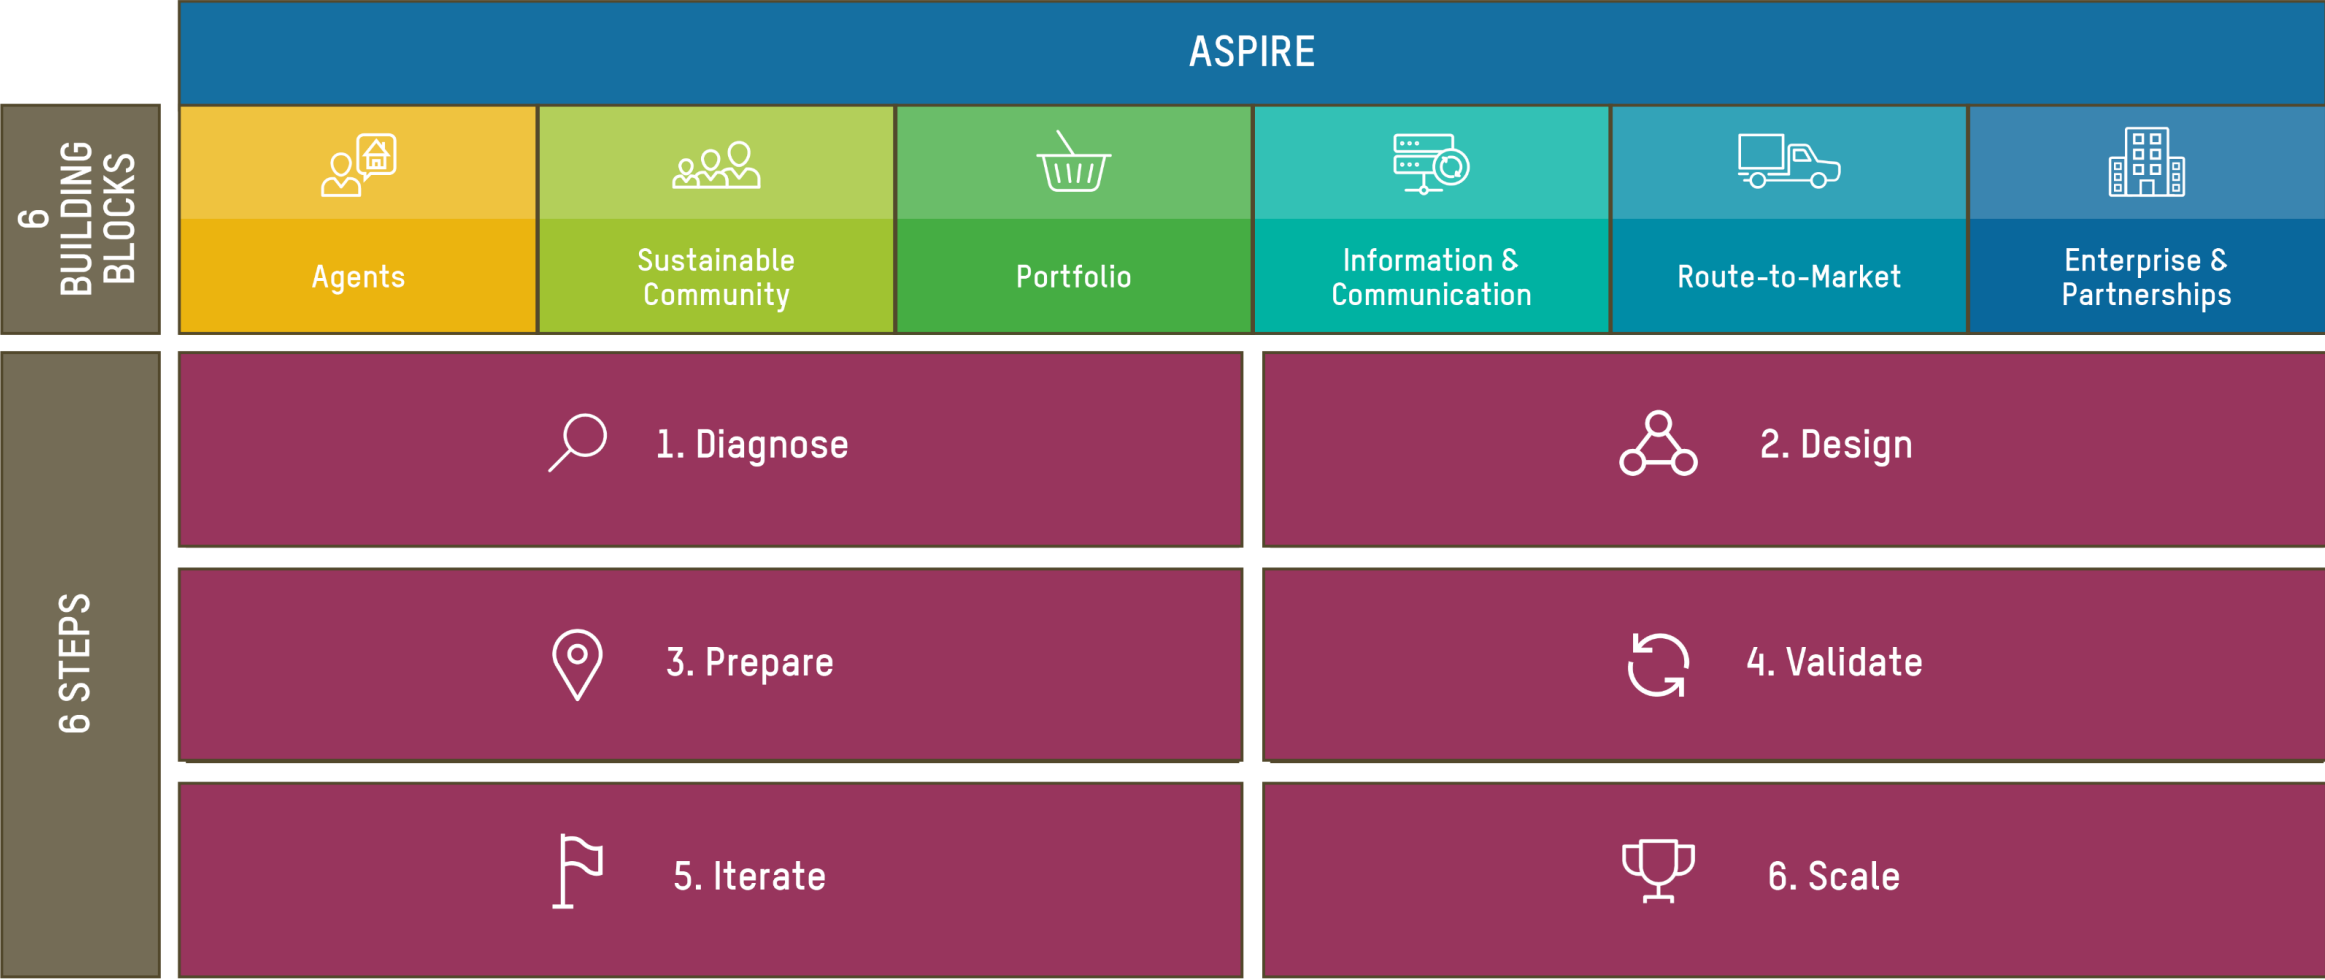 ASPIRE
6
BUILDING
BLOCKS
Agents
Sustainable
Community
Portfolio
Information &
Communication
Route-to-Market
Enterprise &
Partnerships
6 STEPS
1. Diagnose
2. Design
3. Prepare
4. Validate
5. Iterate
6. Scale